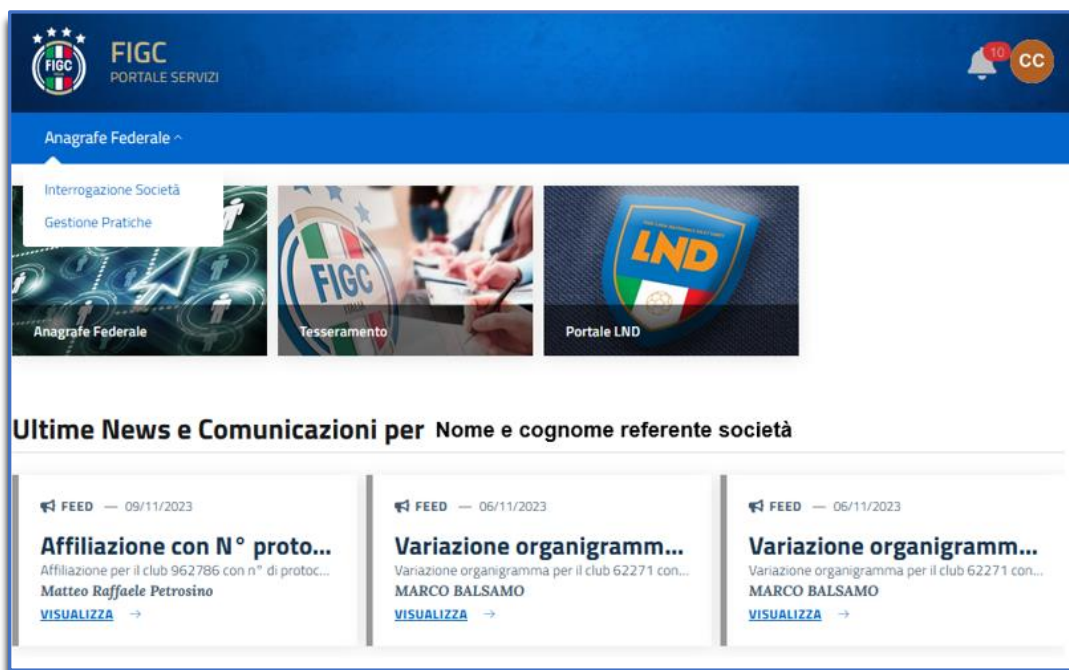 FIGC
FIGC
PORTALE SERVIZI
10
CC
Anagrafe Federale
Interrogazione Società
Gestione Pratiche
FIGC
ITALIA
LND
Anagrafe Federale
Tesseramento
Portale LND
Ultime News e Comunicazioni per Nome e cognome referente società
FEED — 09/11/2023
Affiliazione con N° proto...
Affiliazione per il club 962786 con n° di protoc...
Matteo Raffaele Petrosino
VISUALIZZA →
FEED — 06/11/2023
Variazione organigramm...
Variazione organigramma per il club 62271 con...
MARCO BALSAMO
VISUALIZZA →
FEED — 06/11/2023
Variazione organigramm...
Variazione organigramma per il club 62271 con...
MARCO BALSAMO
VISUALIZZA →